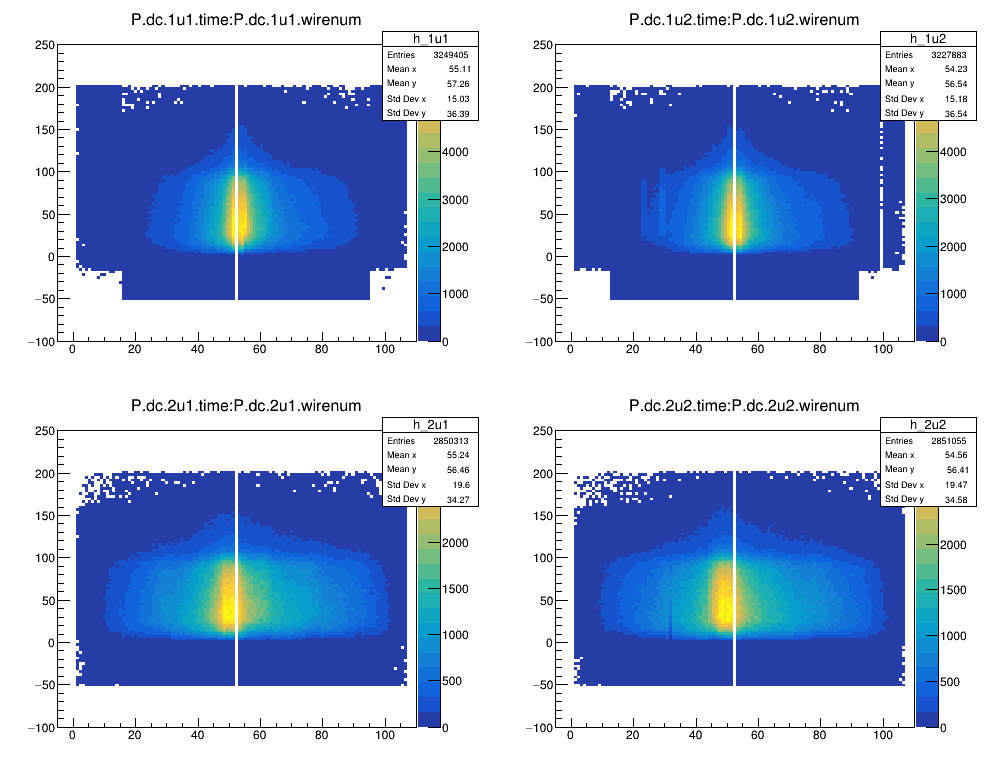 P.dc.1u1.time:P.dc.1u1.wirenum
h_1u1
Entries 3249405
Mean x 55.11
Mean y 57.26
Std Dev x 15.03
Std Dev y 36.39
250
200
150
100
50
0
−50
−100
0 20 40 60 80 100
4000
3000
2000
1000
0
P.dc.1u2.time:P.dc.1u2.wirenum
h_1u2
Entries 3227883
Mean x 54.23
Mean y 56.54
Std Dev x 15.18
Std Dev y 36.54
250
200
150
100
50
0
−50
−100
0 20 40 60 80 100
4000
3000
2000
1000
0
P.dc.2u1.time:P.dc.2u1.wirenum
h_2u1
Entries 2850313
Mean x 55.24
Mean y 56.46
Std Dev x 19.6
Std Dev y 34.27
250
200
150
100
50
0
−50
−100
0 20 40 60 80 100
2000
1500
1000
500
0
P.dc.2u2.time:P.dc.2u2.wirenum
h_2u2
Entries 2851055
Mean x 54.56
Mean y 56.41
Std Dev x 19.47
Std Dev y 34.58
250
200
150
100
50
0
−50
−100
0 20 40 60 80 100
2000
1500
1000
500
0